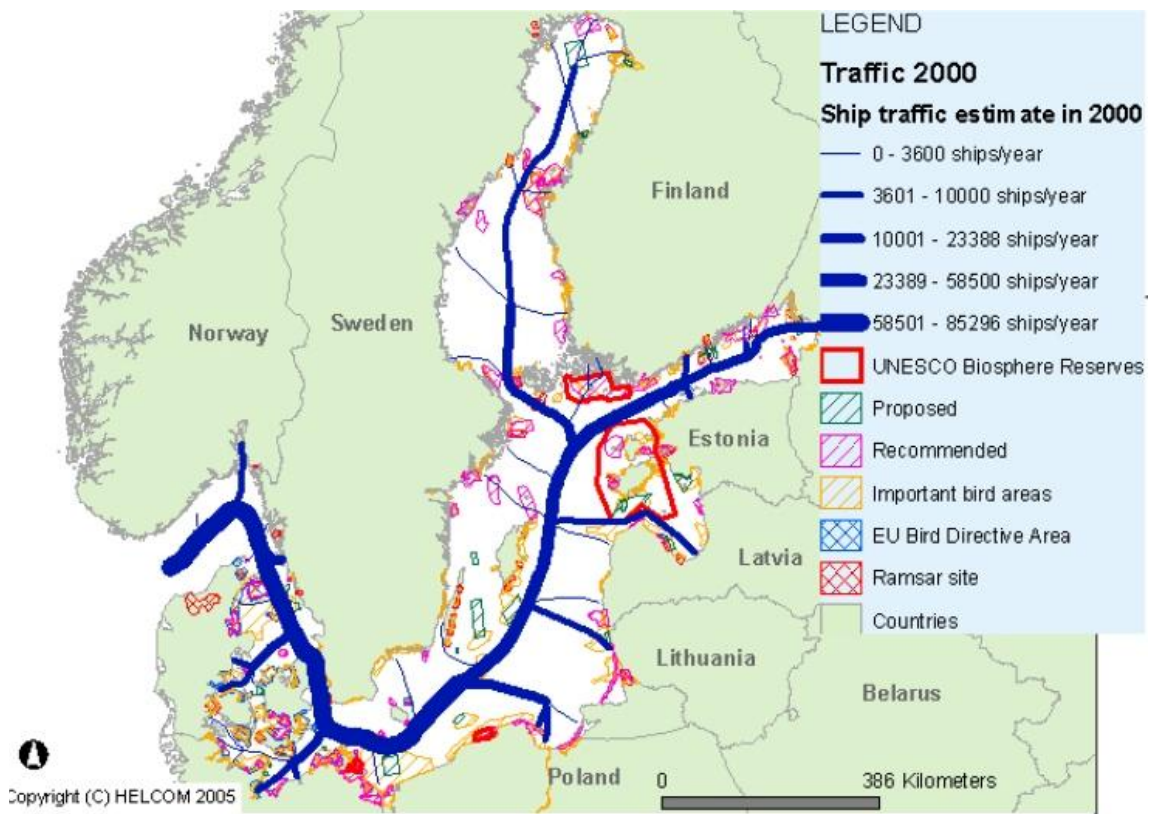 LEGEND
Traffic 2000
Ship traffic estimate in 2000
0 - 3600 ships/year
3601 - 10000 ships/year
10001 - 23388 ships/year
23389 - 58500 ships/year
58501 - 85296 ships/year
UNESCO Biosphere Reserves
Proposed
Recommended
Important bird areas
EU Bird Directive Area
Ramsar site
Countries
Finland
Norway
Sweden
Estonia
Latvia
Lithuania
Belarus
Poland
0 386 Kilometers
Copyright (C) HELCOM 2005